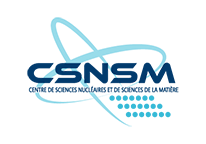 CSNSM
CENTRE DE SCIENCES NUCLÉAIRES ET DE SCIENCES DE LA MATIÈRE